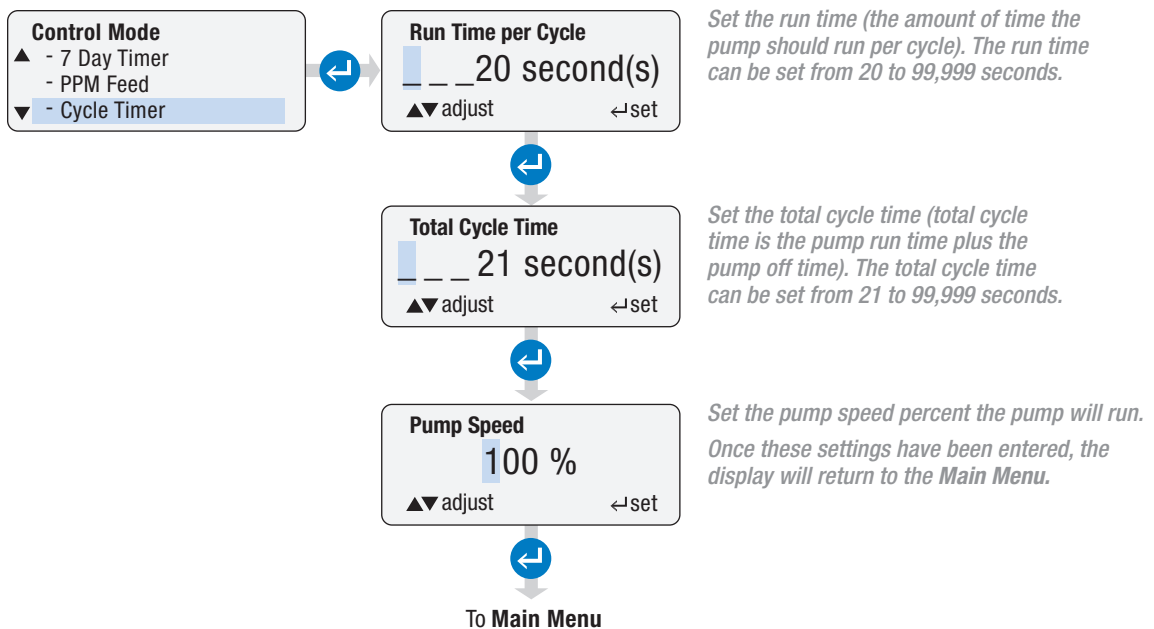 Control Mode
▲ - 7 Day Timer
- PPM Feed
▼ - Cycle Timer
Run Time per Cycle
_ _ _20 second(s)
▲▼ adjust ↵set
Set the run time (the amount of time the
pump should run per cycle). The run time
can be set from 20 to 99,999 seconds.
Total Cycle Time
_ _ _ 21 second(s)
▲▼ adjust ↵set
Set the total cycle time (total cycle
time is the pump run time plus the
pump off time). The total cycle time
can be set from 21 to 99,999 seconds.
Pump Speed
100 %
▲▼ adjust ↵set
Set the pump speed percent the pump will run.
Once these settings have been entered, the
display will return to the Main Menu.
To Main Menu